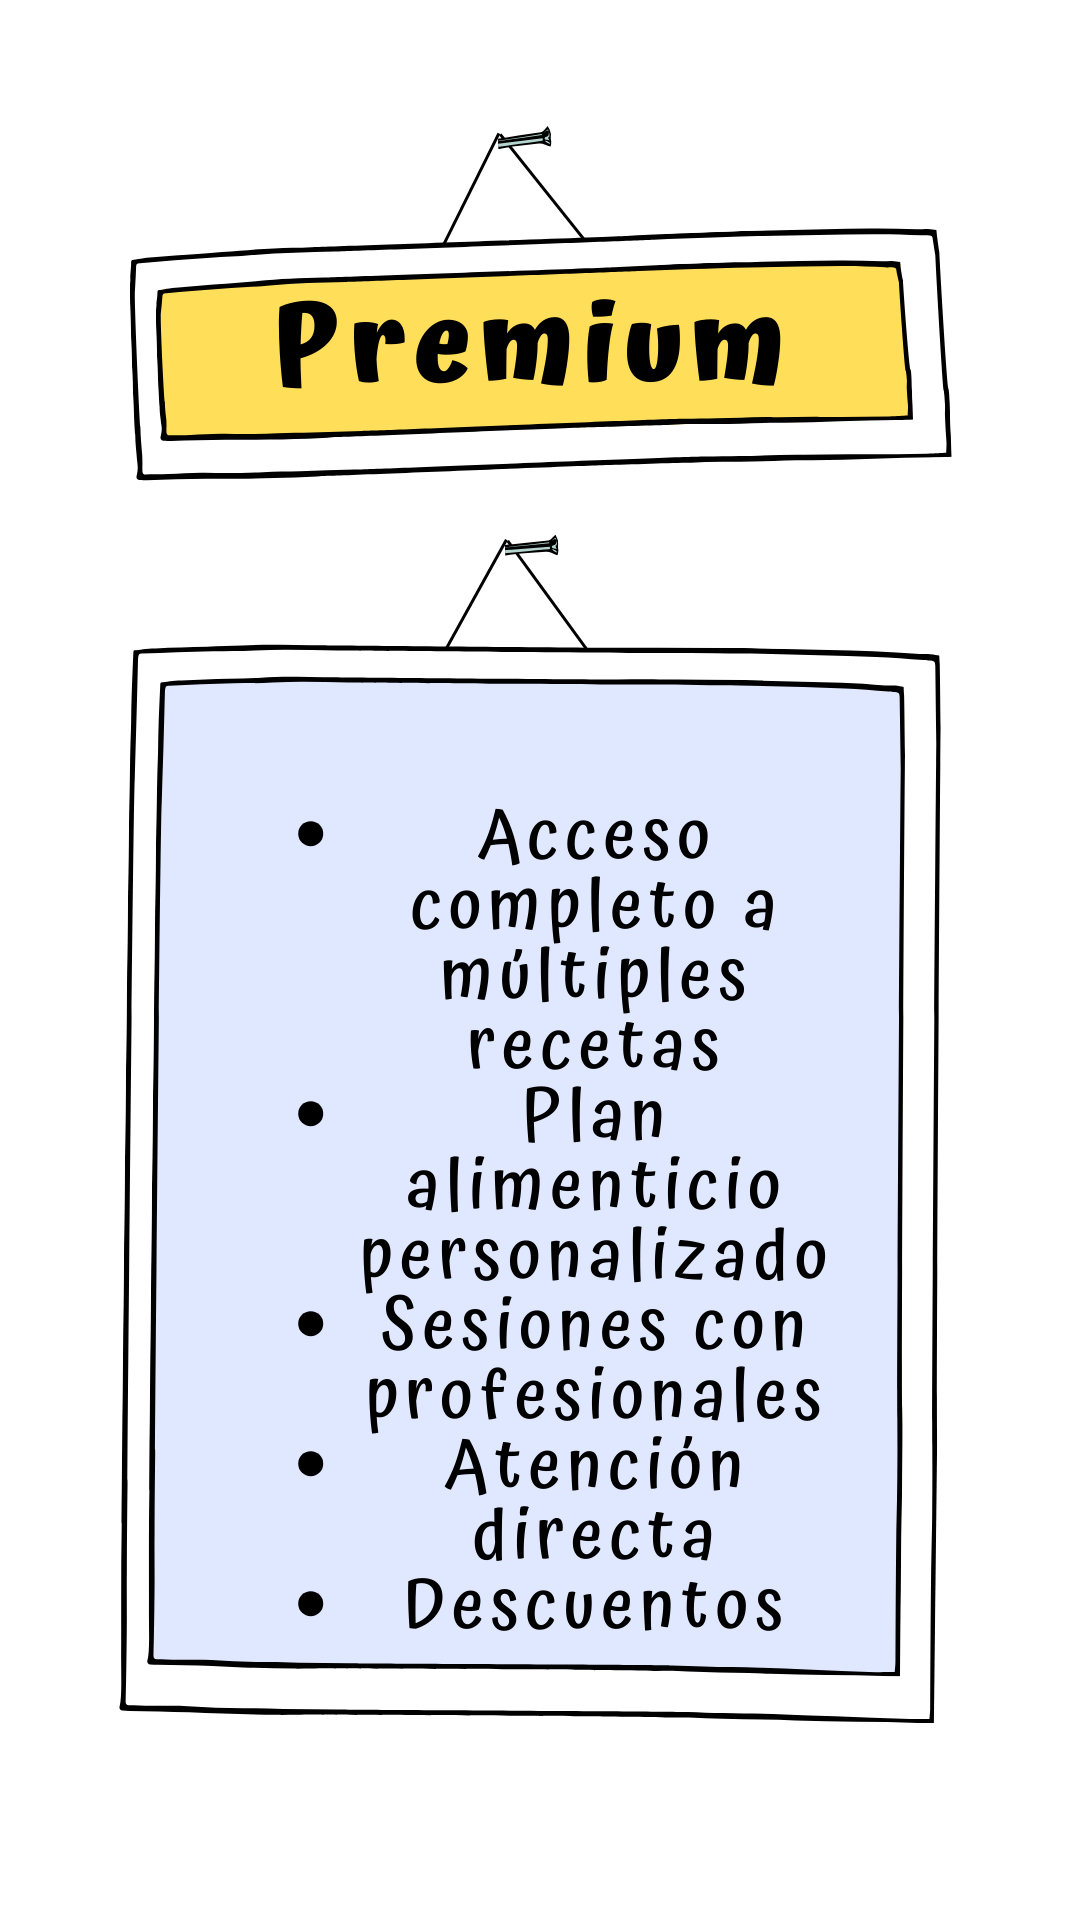 Premium
• Acceso
completo a
múltiples
recetas
• Plan
alimenticio
personalizado
• Sesiones con
profesionales
• Atención
directa
• Descuentos